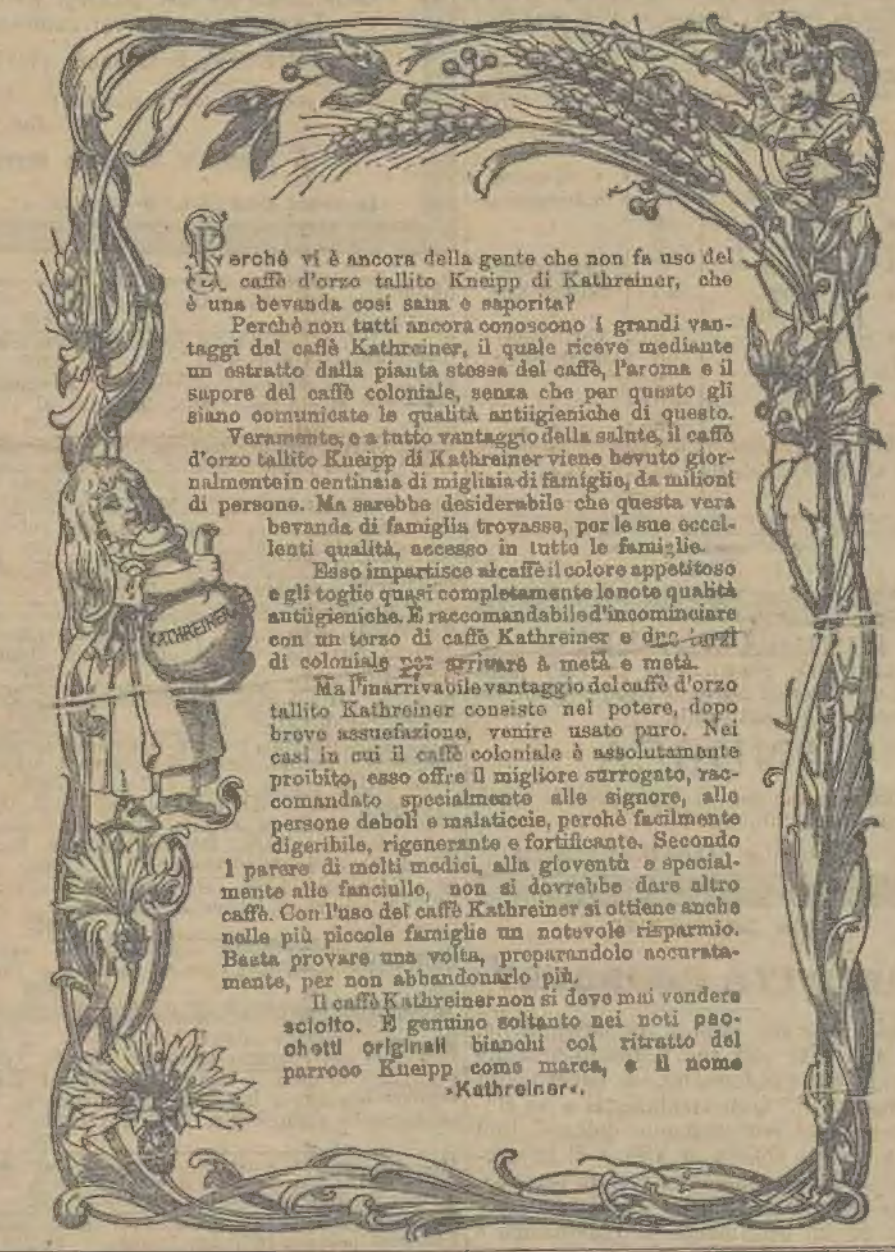 Perchè vi è ancora della gente che non fa uso del
caffè d'orzo tallito Kneipp di Kathreiner, che
è una bevanda così sana e saporita?
Perchè non tutti ancora conoscono i grandi van-
taggi del caffè Kathreiner, il quale riceve mediante
un estratto dalla pianta stessa del caffè, l'aroma e il
sapore del caffè coloniale, senza che per questo gli
siano comunicate le qualità antiigieniche di questo.
Veramente, e a tutto vantaggio della salute, il caffè
d'orzo tallito Kneipp di Kathreiner viene bevuto gior-
nalmente in centinaia di migliaia di famiglie, da milioni
di persone. Ma sarebbe desiderabile che questa vera
bevanda di famiglia trovasse, per le sue eccel-
lenti qualità, accesso in tutte le famiglie.
Esso impartisce al caffè il colore appetitoso
e gli toglie quasi completamente le note qualità
antiigieniche. È raccomandabile d'incominciare
con un terzo di caffè Kathreiner e due terzi
di coloniale per arrivare a metà e metà.
Ma l'inarrivabile vantaggio del caffè d'orzo
tallito Kathreiner consiste nel potere, dopo
breve assuefazione, venire usato puro. Nei
casi in cui il caffè coloniale è assolutamente
proibito, esso offre il migliore surrogato, rac-
comandato specialmente alle signore, alle
persone deboli e malaticcie, perchè facilmente
digeribile, rigenerante e fortificante. Secondo
l parere di molti medici, alla gioventù e special-
mente alle fanciulle, non si dovrebbe dare altro
caffè. Con l'uso del caffè Kathreiner si ottiene anche
nelle più piccole famiglie un notevole risparmio.
Basta provare una volta, preparandolo accurata-
mente, per non abbandonarlo più.
Il caffè Kathreiner non si deve mai vendere
sciolto. È genuino soltanto nei noti pac-
chetti originali bianchi col ritratto del
parroco Kneipp come marca, e il nome
»Kathreiner«.
KATHREINER